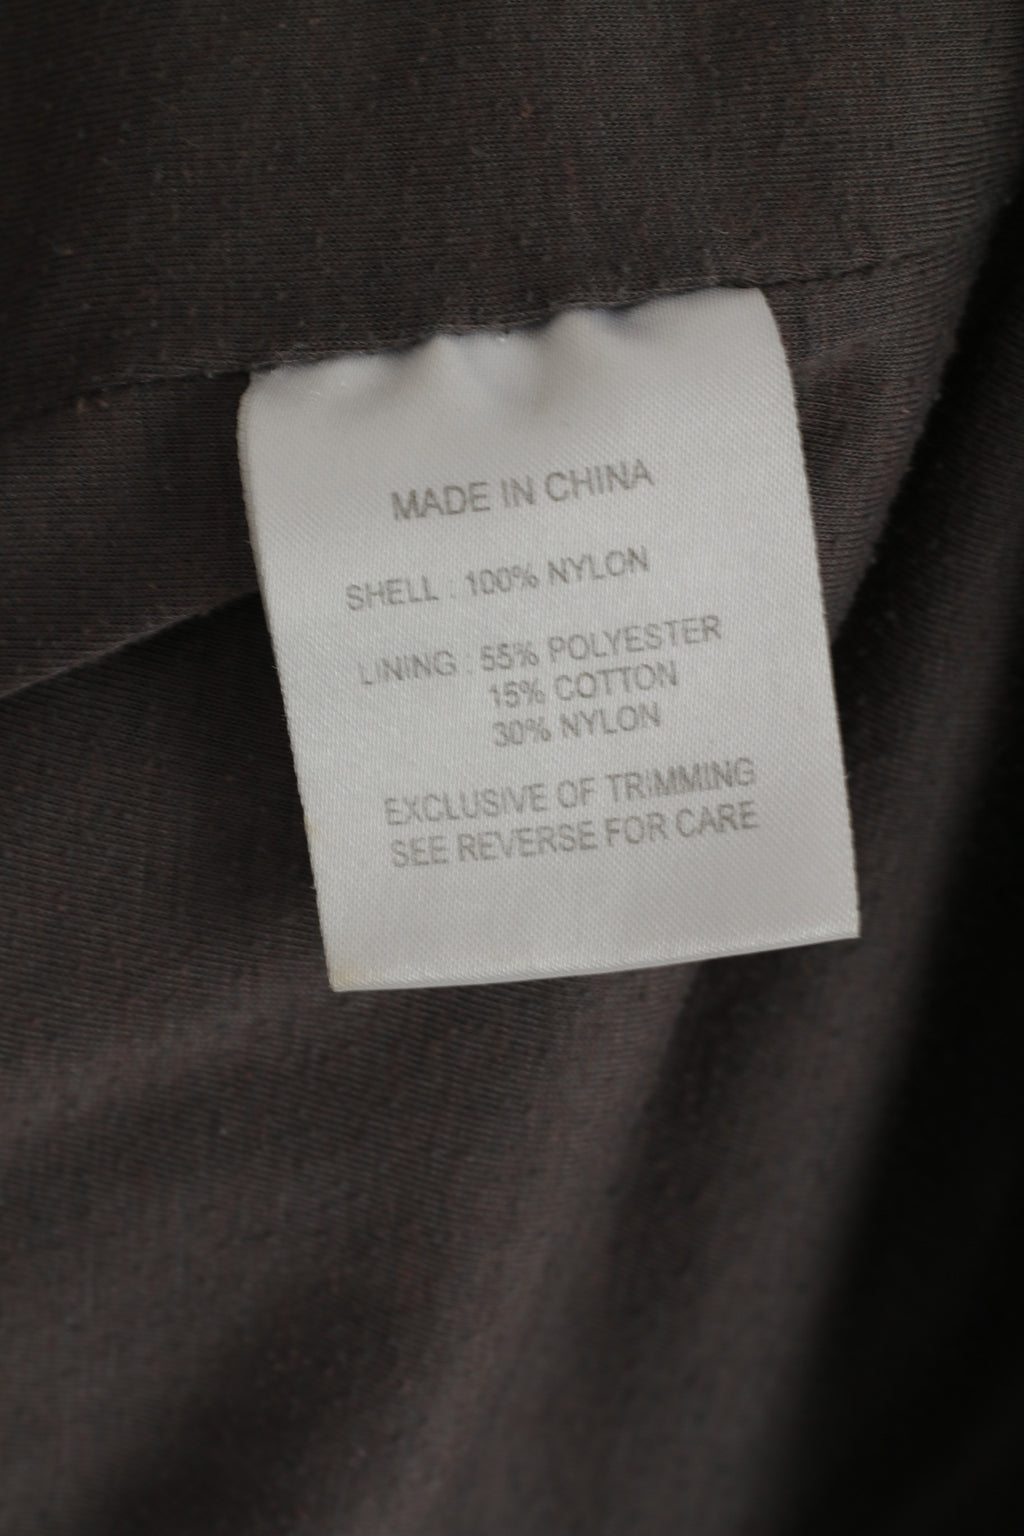 MADE IN CHINA
SHELL : 100% NYLON
LINING : 55% POLYESTER
15% COTTON
30% NYLON
EXCLUSIVE OF TRIMMING
SEE REVERSE FOR CARE